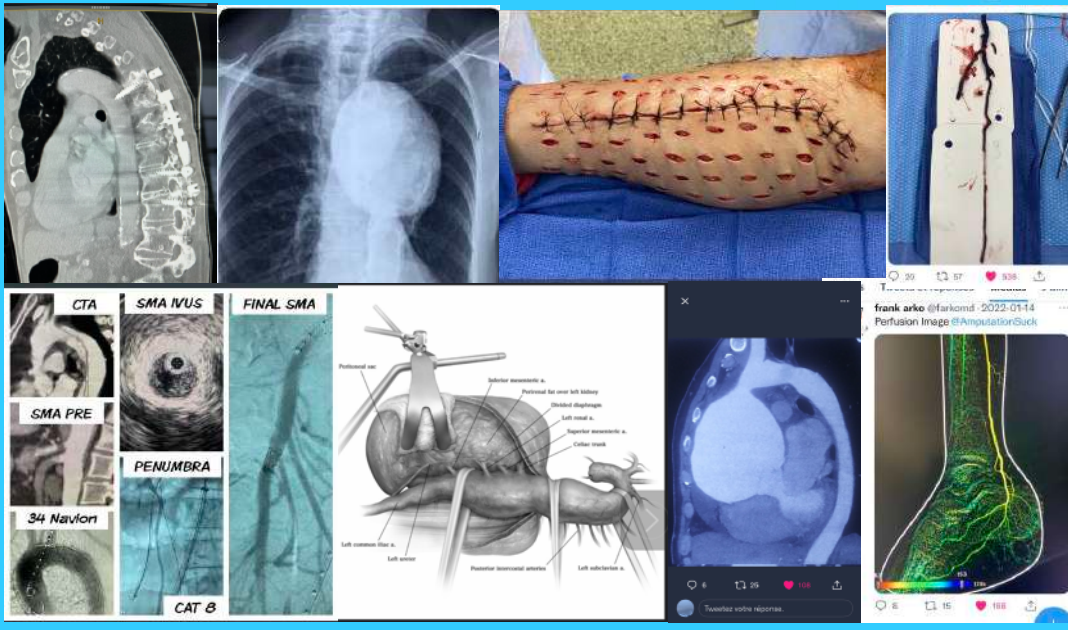 20 57 536
frank arko @farkomd · 2022-01-14
Perfusion Image @AmputationSuck
CTA
SMA IVUS
FINAL SMA
SMA PRE
PENUMBRA
34 Navion
CAT 8
Peritoneal sac
Inferior mesenteric a.
Perirenal fat over left kidney
Divided diaphragm
Left renal a.
Superior mesenteric a.
Celiac trunk
Left common iliac a.
Left ureter
Posterior intercostal arteries
Left subclavian a.
6 25 108
Tweetez votre réponse.
6 15 168